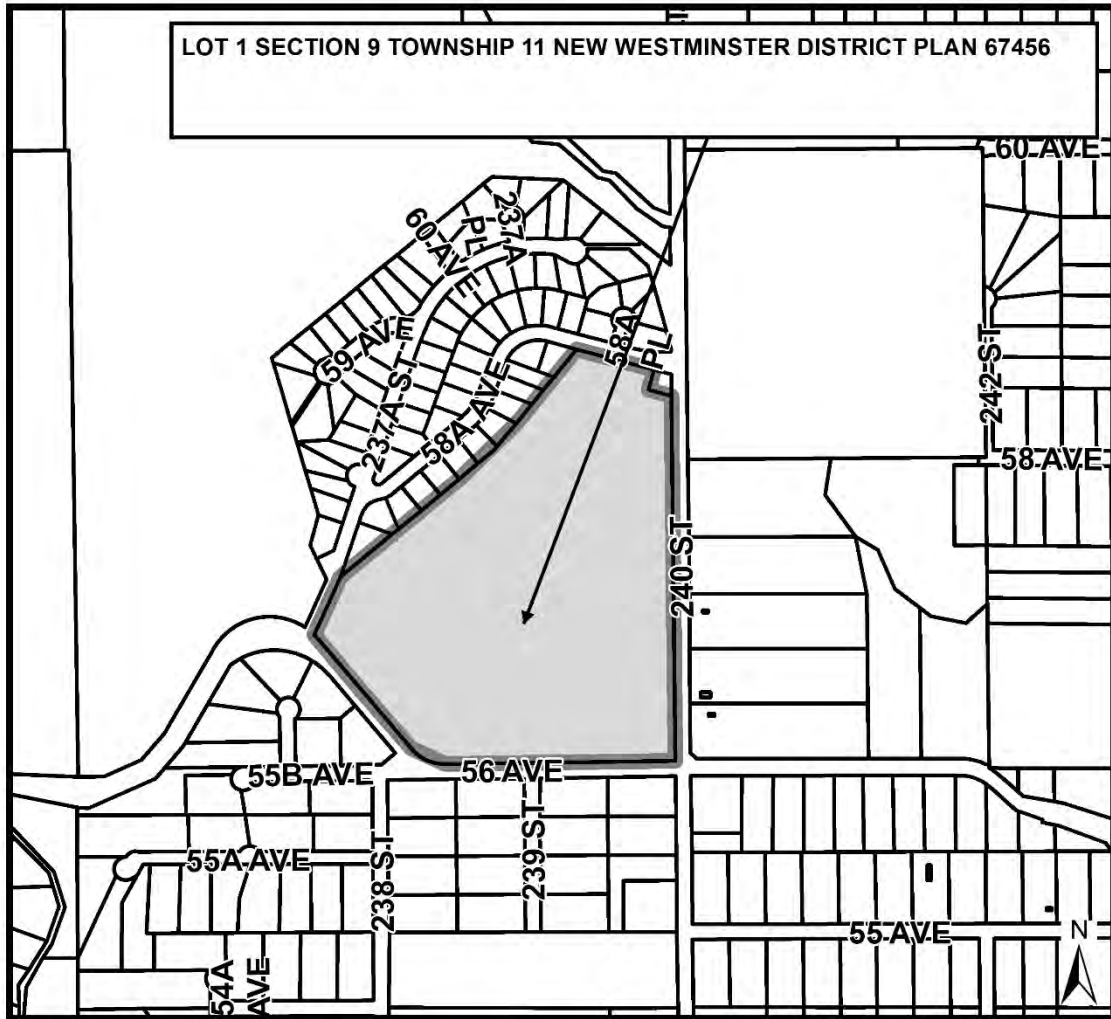 LOT 1 SECTION 9 TOWNSHIP 11 NEW WESTMINSTER DISTRICT PLAN 67456
60 AVE
237A
PL
60 AVE
59 AVE
58A
PL
242 ST
237A ST
58A AVE
58 AVE
240 ST
55B AVE
56 AVE
239 ST
55A AVE
238 ST
55 AVE
N
54A
AVE